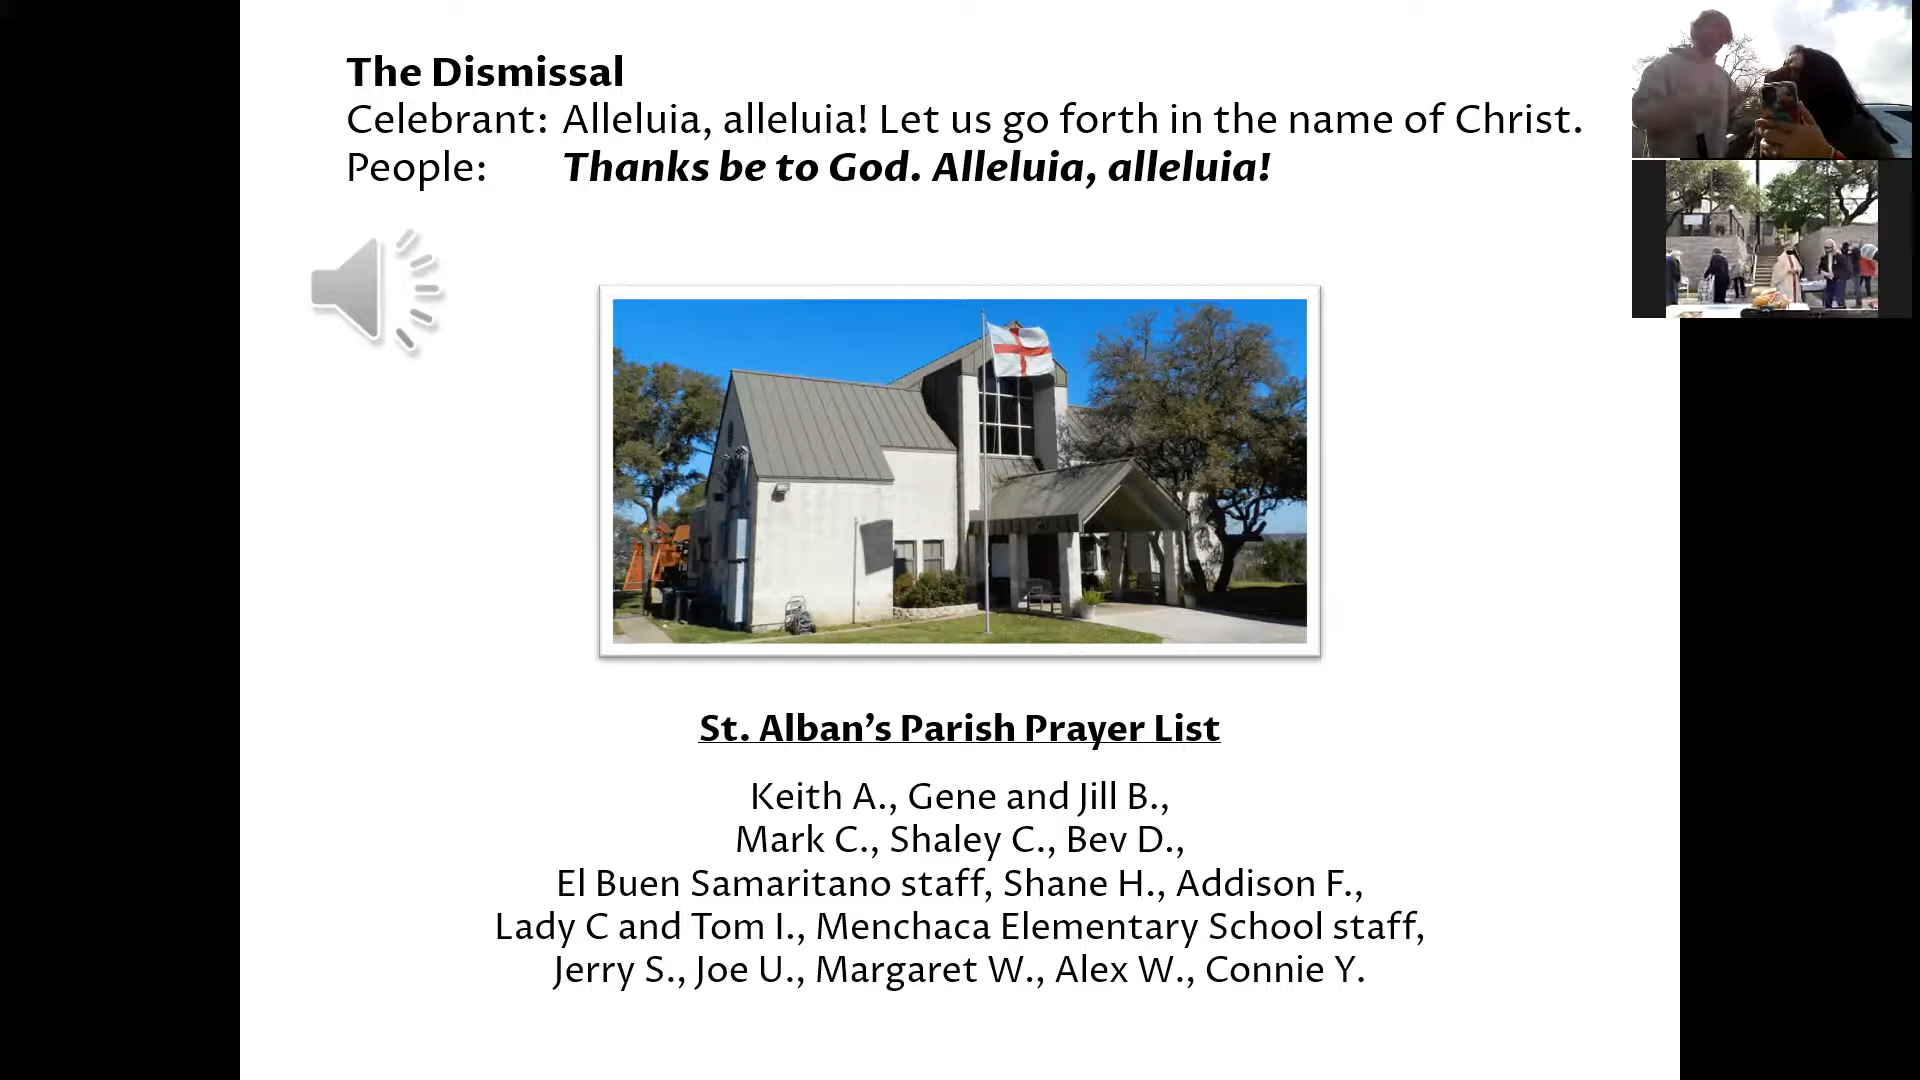 The Dismissal
Celebrant: Alleluia, alleluia! Let us go forth in the name of Christ.
People: Thanks be to God. Alleluia, alleluia!
St. Alban’s Parish Prayer List
Keith A., Gene and Jill B.,
Mark C., Shaley C., Bev D.,
El Buen Samaritano staff, Shane H., Addison F.,
Lady C and Tom I., Menchaca Elementary School staff,
Jerry S., Joe U., Margaret W., Alex W., Connie Y.